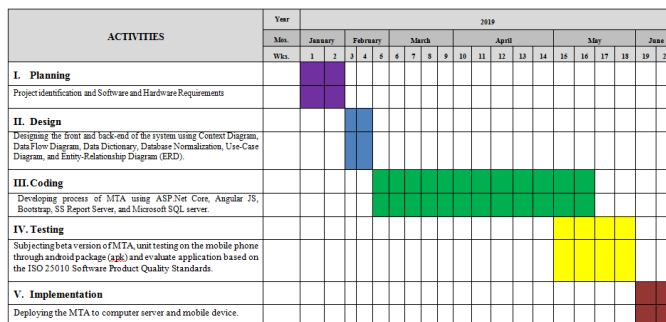 Year 2019
ACTIVITIES
Mos. January February March April May June
Wks. 1 2 3 4 5 6 7 8 9 10 11 12 13 14 15 16 17 18 19
I. Planning
Project identification and Software and Hardware Requirements
II. Design
Designing the front and back-end of the system using Context Diagram,
Data Flow Diagram, Data Dictionary, Database Normalization, Use-Case
Diagram, and Entity-Relationship Diagram (ERD).
III. Coding
Developing process of MTA using ASP.Net Core, Angular JS,
Bootstrap, SS Report Server, and Microsoft SQL server.
IV. Testing
Subjecting beta version of MTA, unit testing on the mobile phone
through android package (apk) and evaluate application based on
the ISO 25010 Software Product Quality Standards.
V. Implementation
Deploying the MTA to computer server and mobile device.